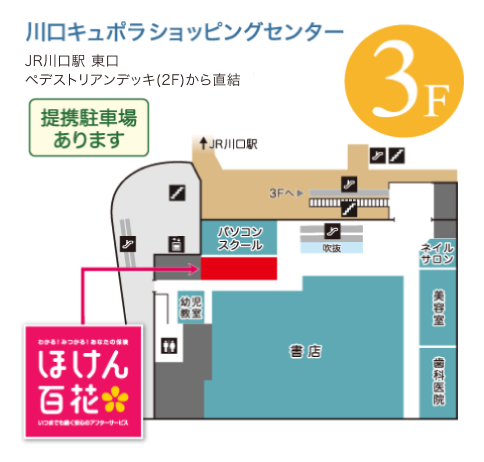 川口キュポラ ショッピングセンター
JR川口駅 東口
ペデストリアンデッキ(2F)から直結
3F
提携駐車場
あります
JR川口駅
3Fへ
パソコン
スクール
吹抜
ネイル
サロン
幼児
教室
美容室
書店
歯科医院
わかる!みつかる!あなたの保険
ほけん
百花
いつまでも続く安心のアフターサービス